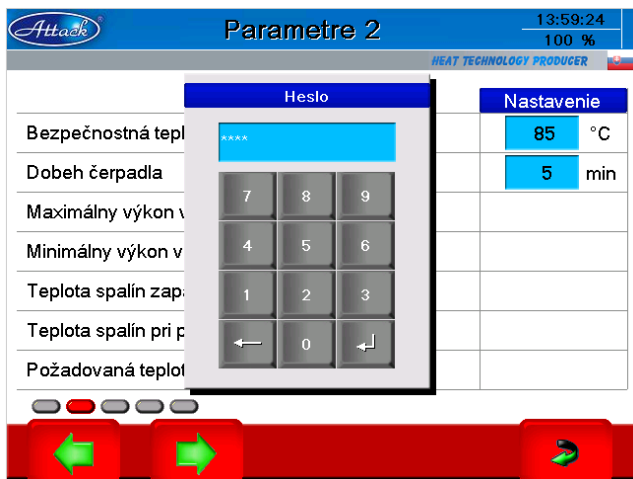 Attack
Parametre 2
13:59:24
100 %
HEAT TECHNOLOGY PRODUCER
Heslo
Nastavenie
****
Bezpečnostná tepl
85 °C
Dobeh čerpadla
5 min
Maximálny výkon v
Minimálny výkon v
Teplota spalín zap
Teplota spalín pri p
Požadovaná teplot
7 8 9
4 5 6
1 2 3
0